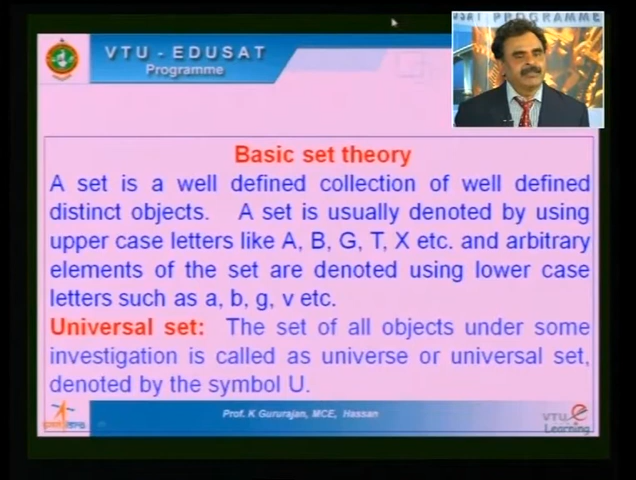 VTU - EDUSAT
Programme
PORT PROGRAMME
Basic set theory
A set is a well defined collection of well defined
distinct objects. A set is usually denoted by using
upper case letters like A, B, G, T, X etc. and arbitrary
elements of the set are denoted using lower case
letters such as a, b, g, v etc.
Universal set: The set of all objects under some
investigation is called as universe or universal set,
denoted by the symbol U.
Prof. K Gururajan, MCE, Hassan
VTU e
Learning